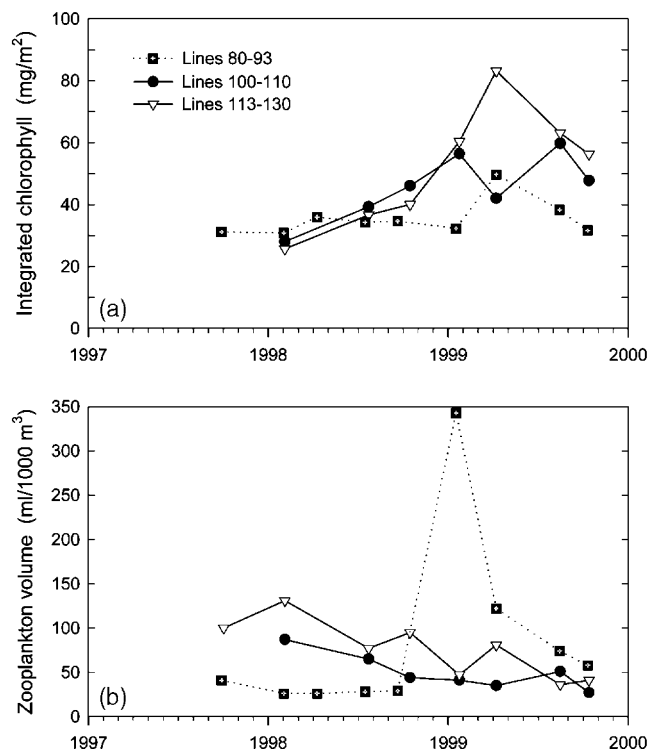 100
80
60
40
20
0
Integrated chlorophyll (mg/m²)
Lines 80-93
Lines 100-110
Lines 113-130
(a)
1997 1998 1999 2000
350
300
250
200
150
100
50
0
Zooplankton volume (ml/1000 m³)
(b)
1997 1998 1999 2000